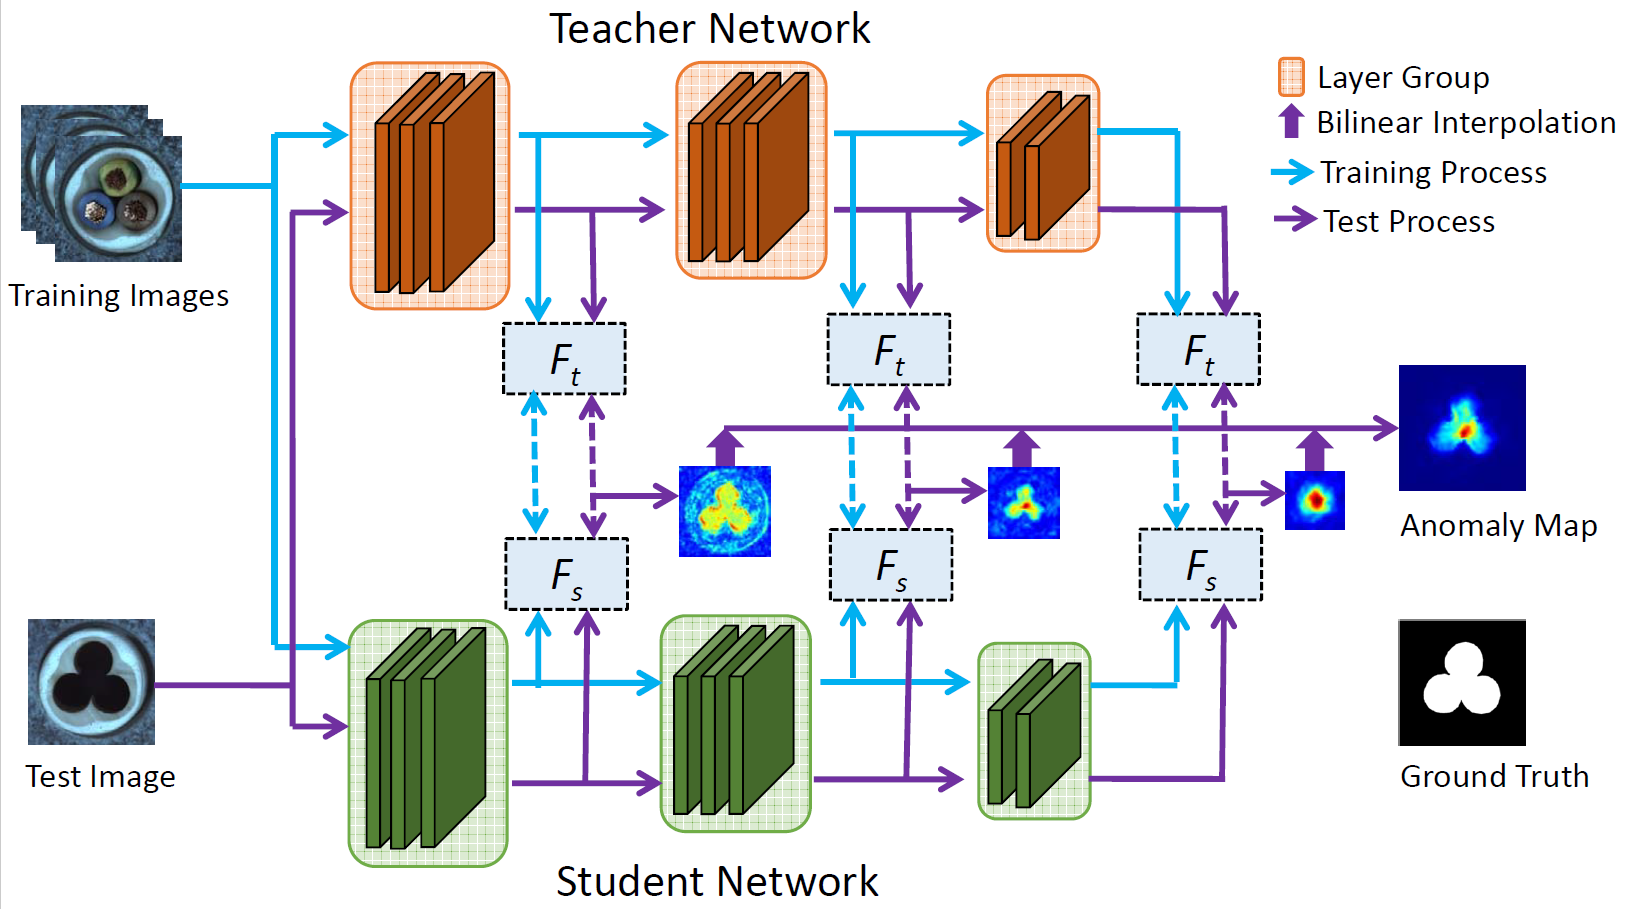 Teacher Network
Layer Group
Bilinear Interpolation
Training Process
Test Process
Training Images
F_t
F_t
F_t
Anomaly Map
F_s
F_s
F_s
Test Image
Ground Truth
Student Network